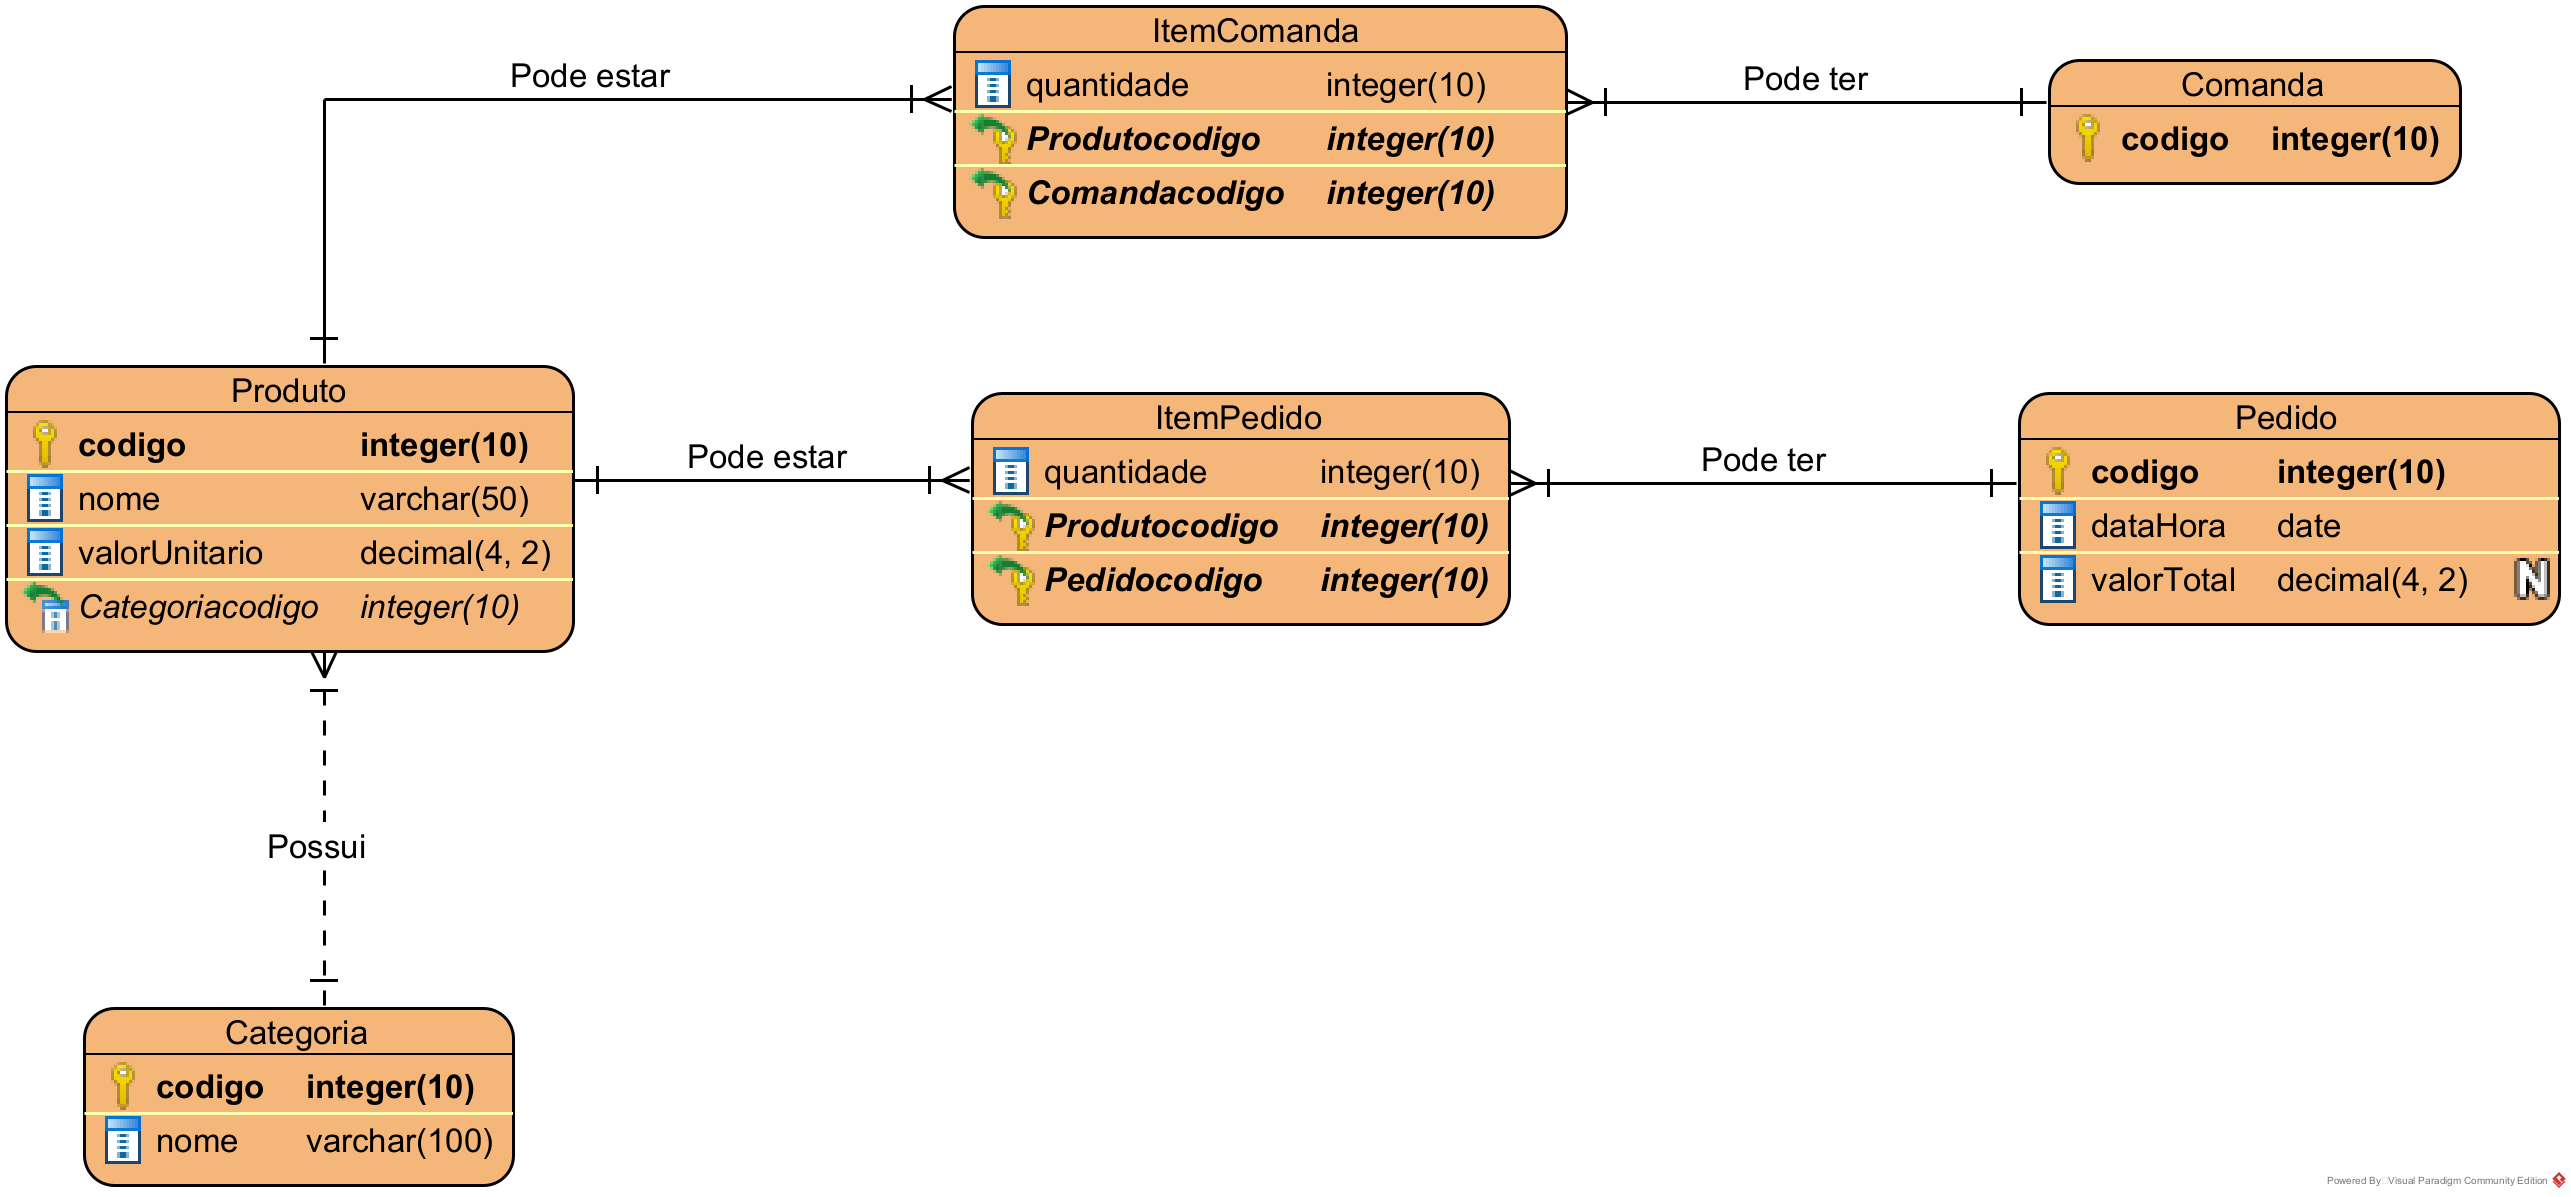 ItemComanda
quantidade integer(10)
Produtocodigo integer(10)
Comandacodigo integer(10)
Pode estar
Pode ter
Comanda
codigo integer(10)
Produto
codigo integer(10)
nome varchar(50)
valorUnitario decimal(4, 2)
Categoriacodigo integer(10)
Pode estar
ItemPedido
quantidade integer(10)
Produtocodigo integer(10)
Pedidocodigo integer(10)
Pode ter
Pedido
codigo integer(10)
dataHora date
valorTotal decimal(4, 2) N
Possui
Categoria
codigo integer(10)
nome varchar(100)
Powered By Visual Paradigm Community Edition